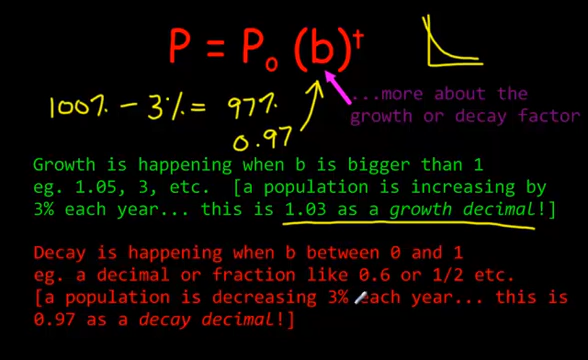 P = P₀ (b)ᵗ
100% - 3% = 97%
0.97
...more about the
growth or decay factor
Growth is happening when b is bigger than 1
eg. 1.05, 3, etc. [a population is increasing by
3% each year... this is 1.03 as a growth decimal!]
Decay is happening when b between 0 and 1
eg. a decimal or fraction like 0.6 or 1/2 etc.
[a population is decreasing 3% each year... this is
0.97 as a decay decimal!]